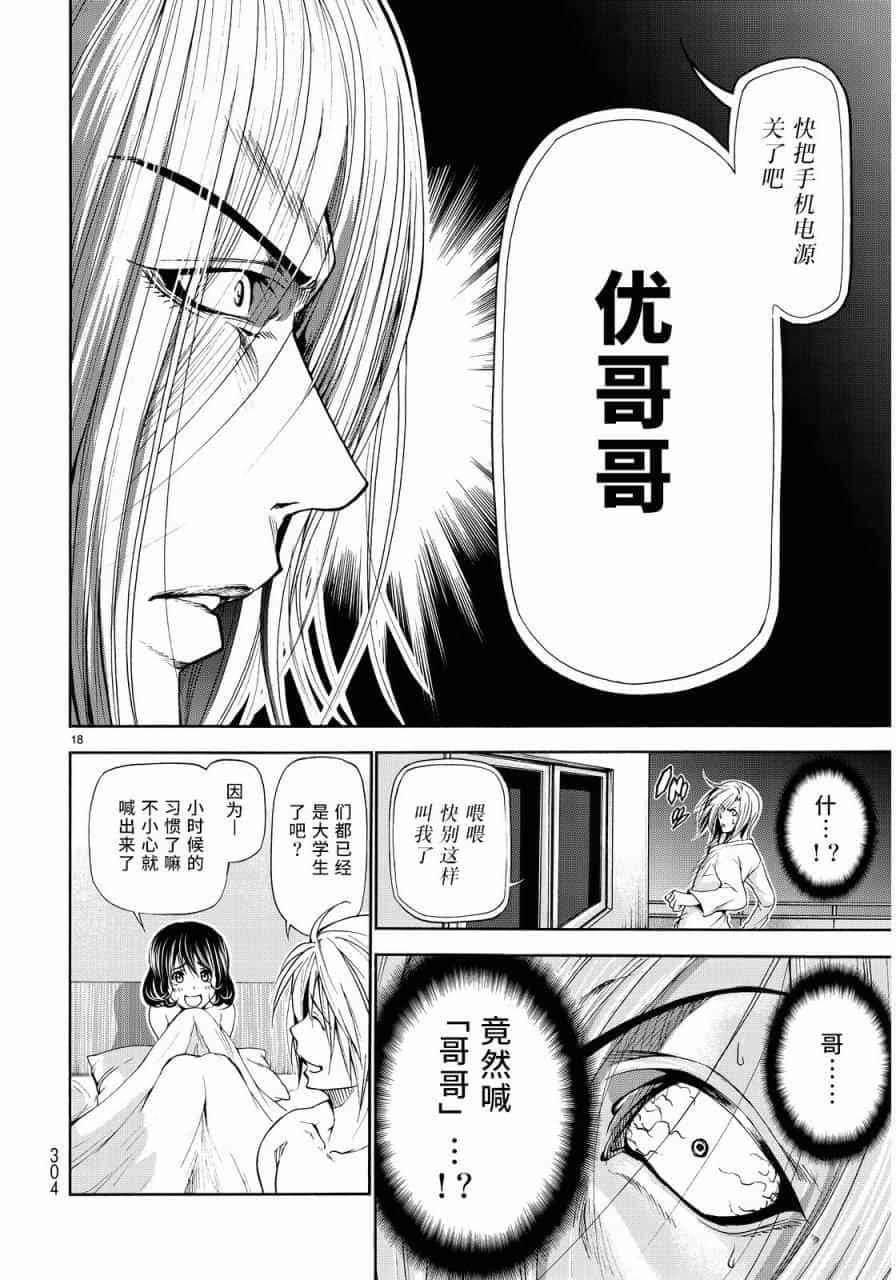 快把手机电源
关了吧
优哥哥
18
什…
！？
喂喂
快别这样
叫我了
们都已经
是大学生
了吧？
因为—
小时候的
习惯了嘛
不小心就
喊出来了
哥……
竟然喊
「哥哥」…！？
304